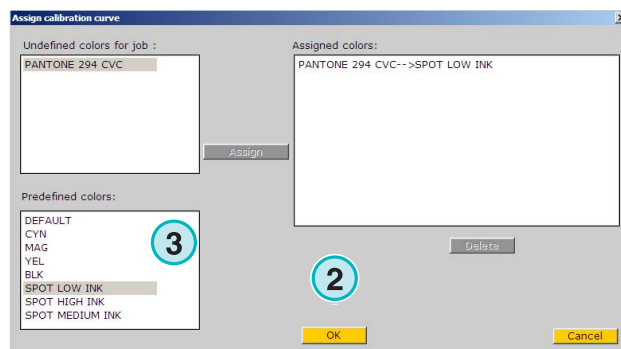 Assign calibration curve
Undefined colors for job :
PANTONE 294 CVC
Assigned colors:
PANTONE 294 CVC-->SPOT LOW INK
Assign
Predefined colors:
DEFAULT
CYN
MAG
YEL
BLK
SPOT LOW INK
SPOT HIGH INK
SPOT MEDIUM INK
3
Delete
2
OK
Cancel